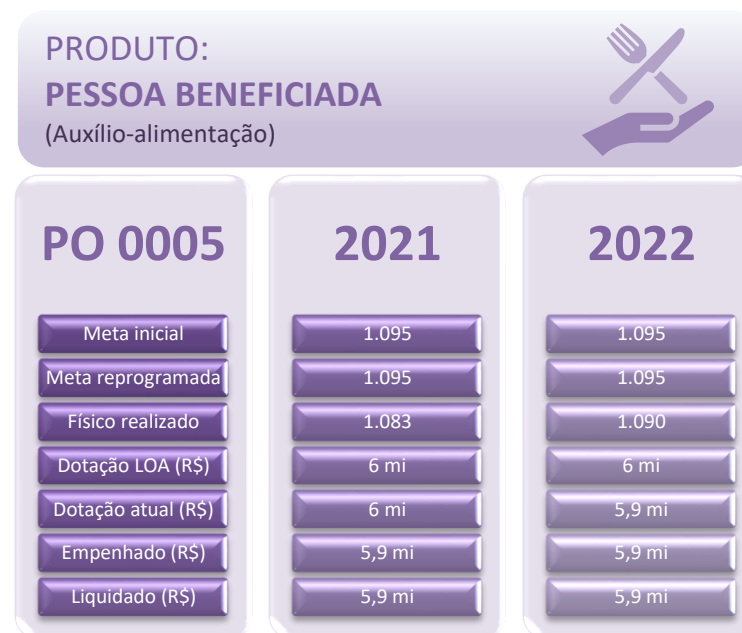 PRODUTO:
PESSOA BENEFICIADA
(Auxílio-alimentação)
PO 0005 2021 2022
Meta inicial 1.095 1.095
Meta reprogramada 1.095 1.095
Físico realizado 1.083 1.090
Dotação LOA (R$) 6 mi 6 mi
Dotação atual (R$) 6 mi 5,9 mi
Empenhado (R$) 5,9 mi 5,9 mi
Liquidado (R$) 5,9 mi 5,9 mi